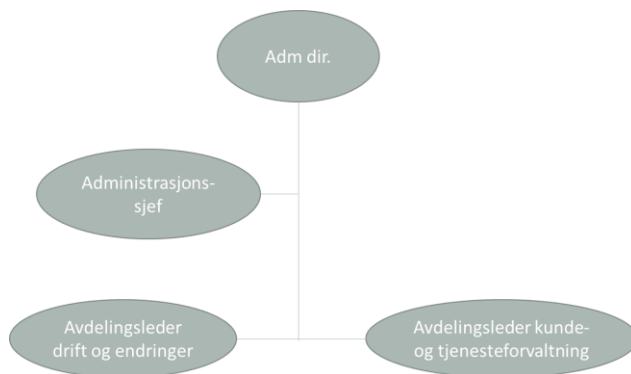 Adm dir.
Administrasjons-
sjef
Avdelingsleder
drift og endringer
Avdelingsleder kunde-
og tjenesteforvaltning